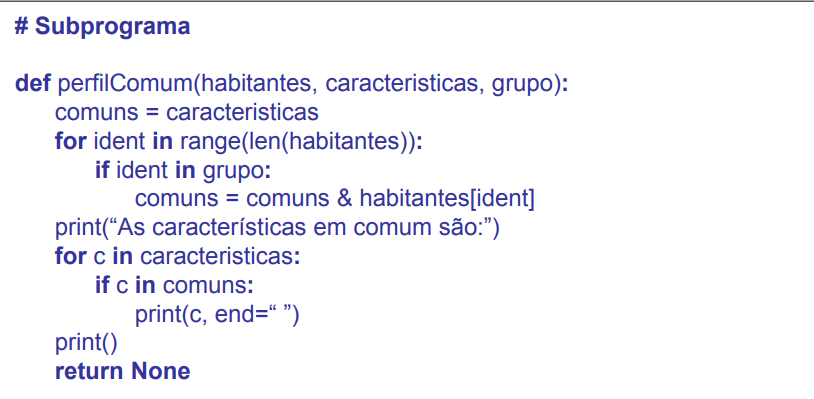 # Subprograma
def perfilComum(habitantes, caracteristicas, grupo):
comuns = caracteristicas
for ident in range(len(habitantes)):
if ident in grupo:
comuns = comuns & habitantes[ident]
print(“As características em comum são:”)
for c in caracteristicas:
if c in comuns:
print(c, end=“ ”)
print()
return None